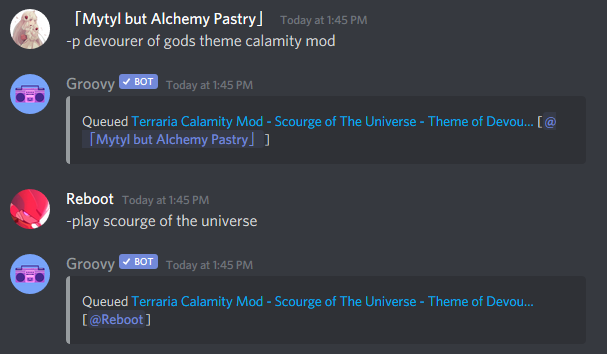 「Mytyl but Alchemy Pastry」 Today at 1:45 PM
-p devourer of gods theme calamity mod
Groovy ✓ BOT Today at 1:45 PM
Queued Terraria Calamity Mod - Scourge of The Universe - Theme of Devou... [@
「Mytyl but Alchemy Pastry」]
Reboot Today at 1:45 PM
-play scourge of the universe
Groovy ✓ BOT Today at 1:45 PM
Queued Terraria Calamity Mod - Scourge of The Universe - Theme of Devou...
[@Reboot]